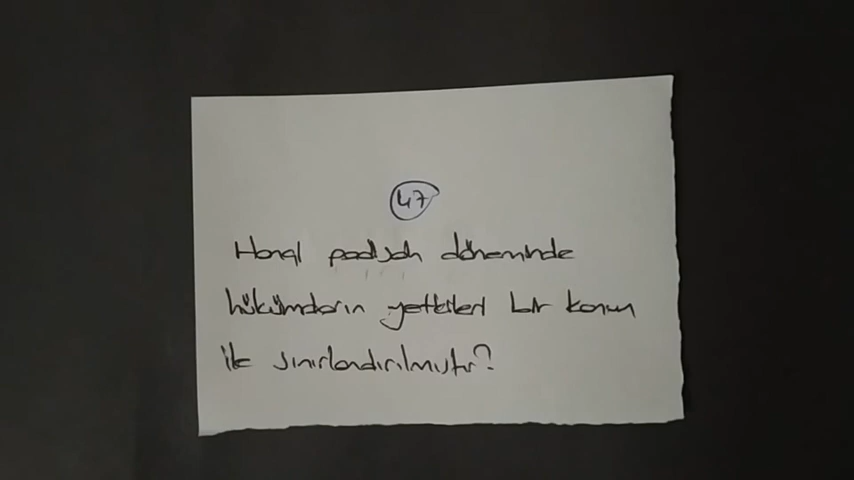 47
Hangi padişah döneminde
hükümdarın yetkileri bir kanun
ile sınırlandırılmıştır?